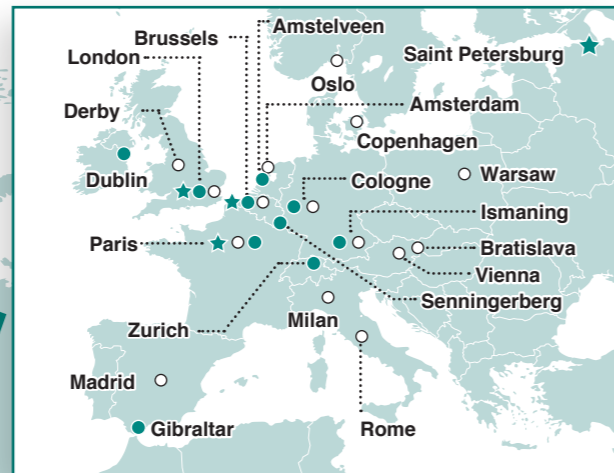 Amstelveen
Brussels
London
Saint Petersburg
Oslo
Derby
Amsterdam
Copenhagen
Dublin
Cologne
Warsaw
Ismaning
Paris
Bratislava
Vienna
Senningerberg
Zurich
Milan
Madrid
Gibraltar
Rome